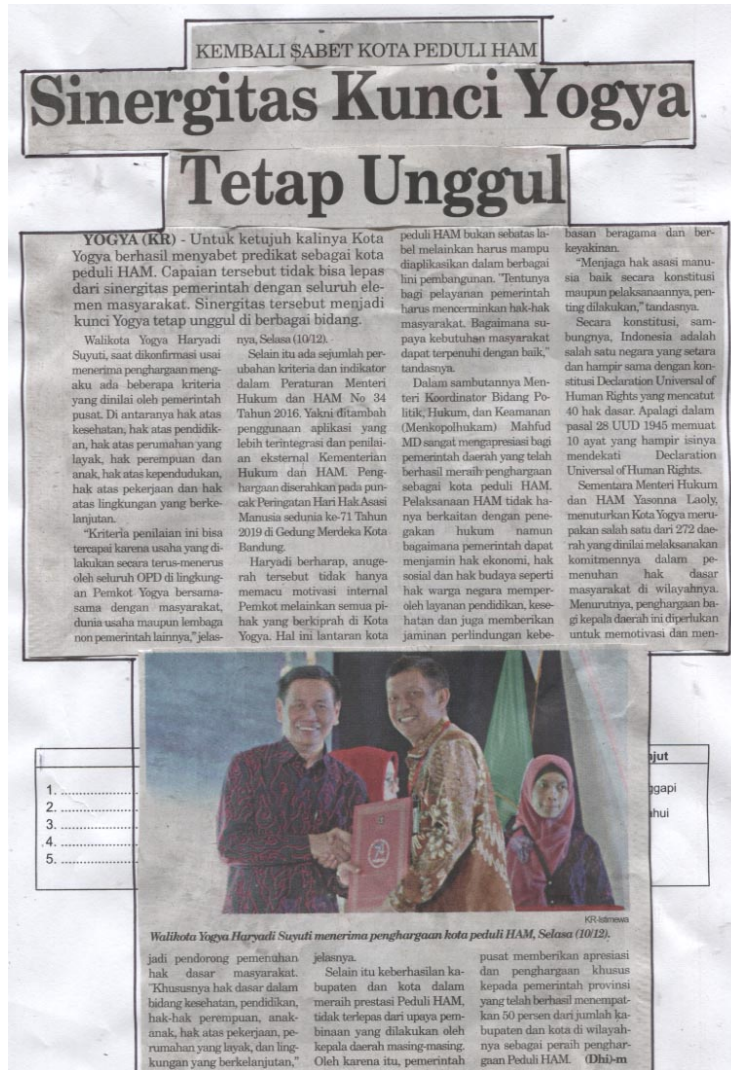 KEMBALI SABET KOTA PEDULI HAM
Sinergitas Kunci Yogya
Tetap Unggul
YOGYA (KR) - Untuk ketujuh kalinya Kota
Yogya berhasil menyabet predikat sebagai kota
peduli HAM. Capaian tersebut tidak bisa lepas
dari sinergitas pemerintah dengan seluruh ele-
men masyarakat. Sinergitas tersebut menjadi
kunci Yogya tetap unggul di berbagai bidang.
Walikota Yogya Haryadi
Suyuti, saat dikonfirmasi usai
menerima penghargaan meng-
aku ada beberapa kriteria
yang dinilai oleh pemerintah
pusat. Di antaranya hak atas
kesehatan, hak atas pendidik-
an, hak atas perumahan yang
layak, hak perempuan dan
anak, hak atas kependudukan,
hak atas pekerjaan dan hak
atas lingkungan yang berke-
lanjutan.
"Kriteria penilaian ini bisa
tercapai karena usaha yang di-
lakukan secara terus-menerus
oleh seluruh OPD di lingkung-
an Pemkot Yogya bersama-
sama dengan masyarakat,
dunia usaha maupun lembaga
non pemerintah lainnya," jelas-
nya, Selasa (10/12).
Selain itu ada sejumlah per-
ubahan kriteria dan indikator
dalam Peraturan Menteri
Hukum dan HAM No 34
Tahun 2016. Yakni ditambah
penggunaan aplikasi yang
lebih terintegrasi dan penilai-
an eksternal Kementerian
Hukum dan HAM. Peng-
hargaan diserahkan pada pun-
cak Peringatan Hari Hak Asasi
Manusia sedunia ke-71 Tahun
2019 di Gedung Merdeka Kota
Bandung.
Haryadi berharap, anuge-
rah tersebut tidak hanya
memacu motivasi internal
Pemkot melainkan semua pi-
hak yang berkiprah di Kota
Yogya. Hal ini lantaran kota
peduli HAM bukan sebatas la-
bel melainkan harus mampu
diaplikasikan dalam berbagai
lini pembangunan. "Tentunya
bagi pelayanan pemerintah
harus mencerminkan hak-hak
masyarakat. Bagaimana su-
paya kebutuhan masyarakat
dapat terpenuhi dengan baik,"
tandasnya.
Dalam sambutannya Men-
teri Koordinator Bidang Po-
litik, Hukum, dan Keamanan
(Menkopolhukam) Mahfud
MD sangat mengapresiasi bagi
pemerintah daerah yang telah
berhasil meraih penghargaan
sebagai kota peduli HAM.
Pelaksanaan HAM tidak ha-
nya berkaitan dengan pene-
gakan hukum namun
bagaimana pemerintah dapat
menjamin hak ekonomi, hak
sosial dan hak budaya seperti
hak warga negara memper-
oleh layanan pendidikan, kese-
hatan dan juga memberikan
jaminan perlindungan kebe-
basan beragama dan ber-
keyakinan.
"Menjaga hak asasi manu-
sia baik secara konstitusi
maupun pelaksanaannya, pen-
ting dilakukan," tandasnya.
Secara konstitusi, sam-
bungnya, Indonesia adalah
salah satu negara yang setara
dan hampir sama dengan kon-
stitusi Declaration Universal of
Human Rights yang mencatut
40 hak dasar. Apalagi dalam
pasal 28 UUD 1945 memuat
10 ayat yang hampir isinya
mendekati Declaration
Universal of Human Rights.
Sementara Menteri Hukum
dan HAM Yasonna Laoly,
menuturkan Kota Yogya meru-
pakan salah satu dari 272 dae-
rah yang dinilai melaksanakan
komitmennya dalam pe-
menuhan hak dasar
masyarakat di wilayahnya.
Menurutnya, penghargaan ba-
gi kepala daerah ini diperlukan
untuk memotivasi dan men-
jut
1. ....................
2. ....................
3. ....................
4. ....................
5. ....................
ggapi
ahui
KR-Istimewa
Walikota Yogya Haryadi Suyuti menerima penghargaan kota peduli HAM, Selasa (10/12).
jadi pendorong pemenuhan
hak dasar masyarakat.
"Khususnya hak dasar dalam
bidang kesehatan, pendidikan,
hak-hak perempuan, anak-
anak, hak atas pekerjaan, pe-
rumahan yang layak, dan ling-
kungan yang berkelanjutan,"
jelasnya.
Selain itu keberhasilan ka-
bupaten dan kota dalam
meraih prestasi Peduli HAM,
tidak terlepas dari upaya pem-
binaan yang dilakukan oleh
kepala daerah masing-masing.
Oleh karena itu, pemerintah
pusat memberikan apresiasi
dan penghargaan khusus
kepada pemerintah provinsi
yang telah berhasil menempat-
kan 50 persen dari jumlah ka-
bupaten dan kota di wilayah-
nya sebagai peraih penghar-
gaan Peduli HAM. (Dhi)-m